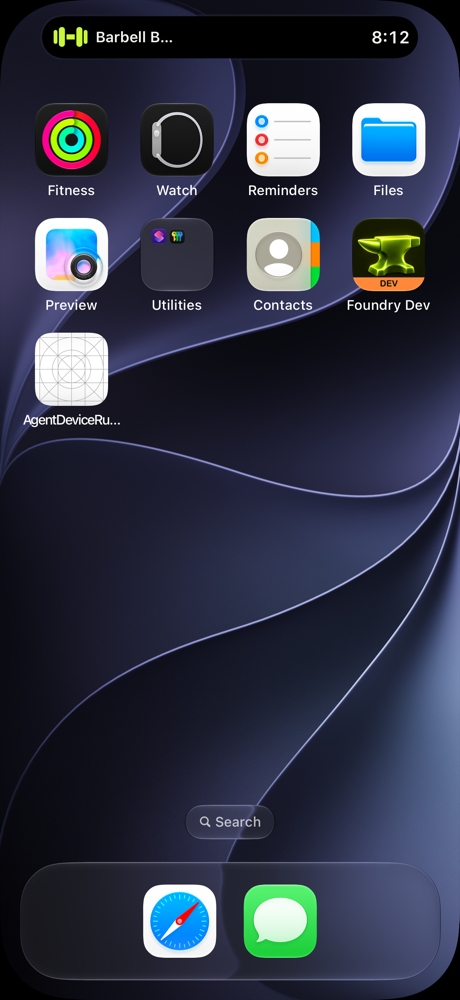 Barbell B... 8:12
Fitness Watch Reminders Files
Preview Utilities Contacts Foundry Dev
DEV
AgentDeviceRu...
Search